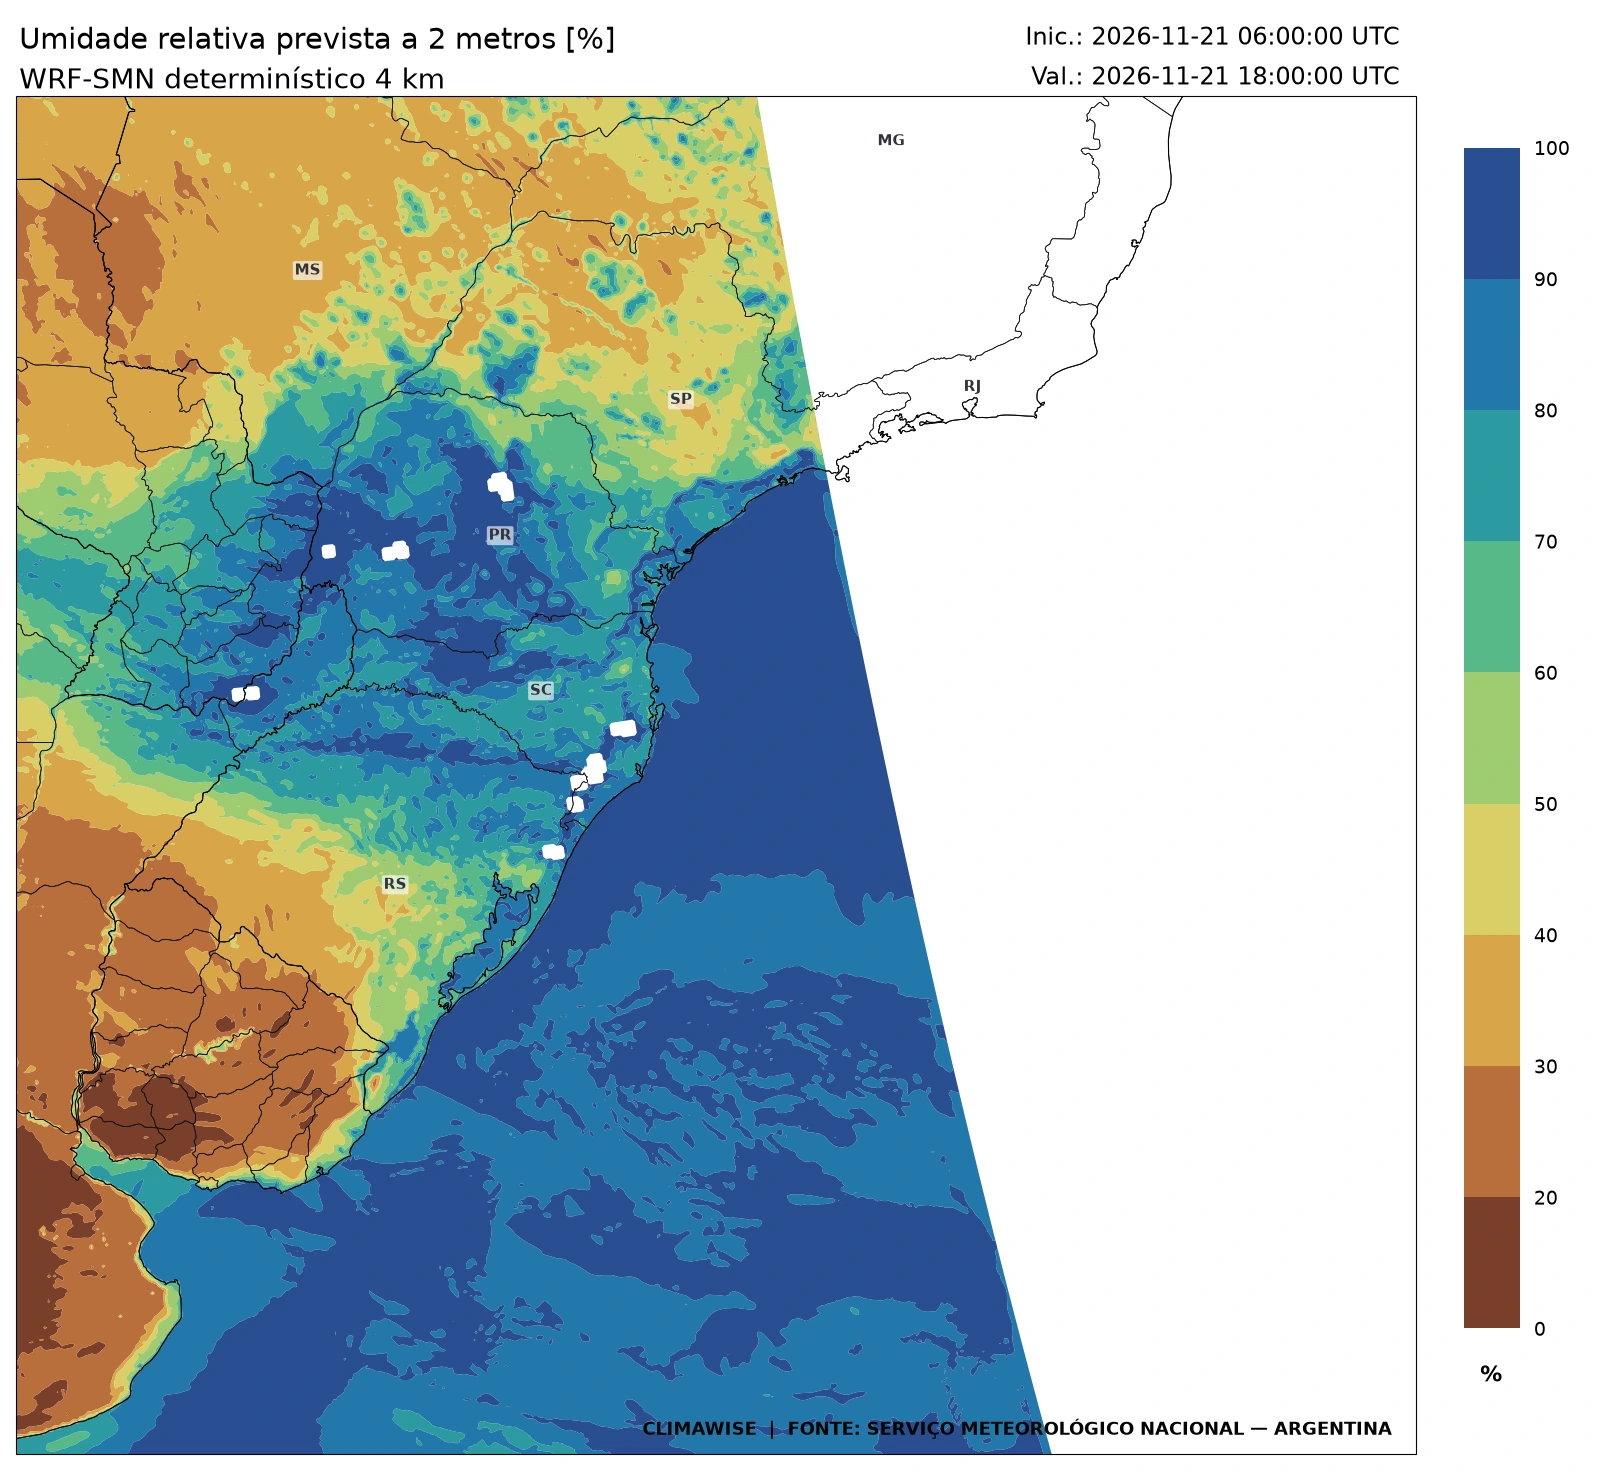 Umidade relativa prevista a 2 metros [%]
WRF-SMN determinístico 4 km
Inic.: 2026-11-21 06:00:00 UTC
Val.: 2026-11-21 18:00:00 UTC
MG
MS
RJ
SP
PR
SC
RS
100
90
80
70
60
50
40
30
20
0
%
CLIMAWISE | FONTE: SERVIÇO METEOROLÓGICO NACIONAL — ARGENTINA